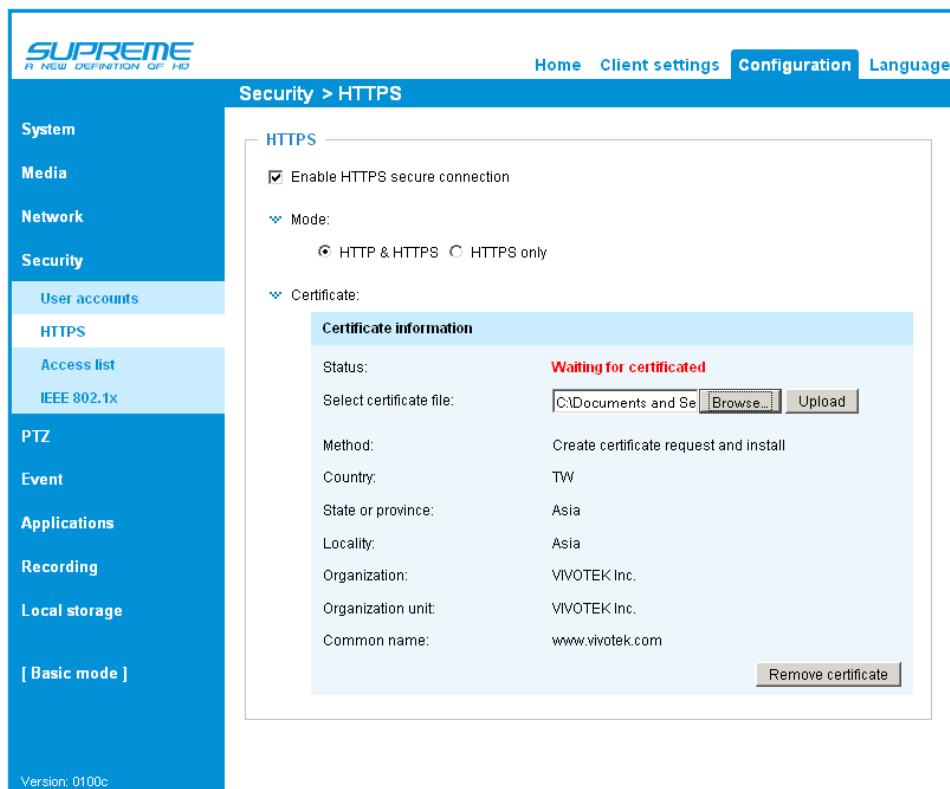 SUPREME
A NEW DEFINITION OF HD
Home Client settings Configuration Language
Security > HTTPS
System
Media
Network
Security
User accounts
HTTPS
Access list
IEEE 802.1x
PTZ
Event
Applications
Recording
Local storage
[ Basic mode ]
Version: 0100c
HTTPS
Enable HTTPS secure connection
Mode:
HTTP & HTTPS HTTPS only
Certificate:
Certificate information
Status: Waiting for certificated
Select certificate file: C:\Documents and Se Browse... Upload
Method: Create certificate request and install
Country: TW
State or province: Asia
Locality: Asia
Organization: VIVOTEK Inc.
Organization unit: VIVOTEK Inc.
Common name: www.vivotek.com
Remove certificate